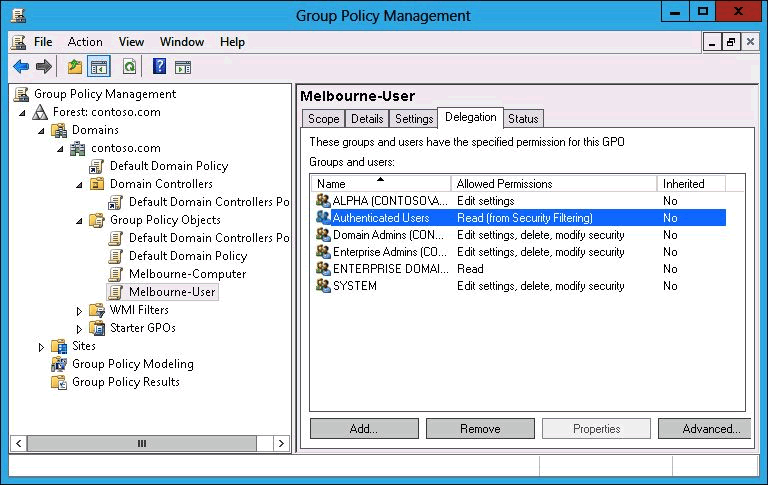 Group Policy Management
File Action View Window Help
Group Policy Management
Forest: contoso.com
Domains
contoso.com
Default Domain Policy
Domain Controllers
Default Domain Controllers Po
Group Policy Objects
Default Domain Controllers Po
Default Domain Policy
Melbourne-Computer
Melbourne-User
WMI Filters
Starter GPOs
Sites
Group Policy Modeling
Group Policy Results
Melbourne-User
Scope Details Settings Delegation Status
These groups and users have the specified permission for this GPO
Groups and users:
Name Allowed Permissions Inherited
ALPHA (CONTOSO\A... Edit settings No
Authenticated Users Read (from Security Filtering) No
Domain Admins (CON... Edit settings, delete, modify security No
Enterprise Admins (CO... Edit settings, delete, modify security No
ENTERPRISE DOMAI... Read No
SYSTEM Edit settings, delete, modify security No
Add... Remove Properties Advanced...